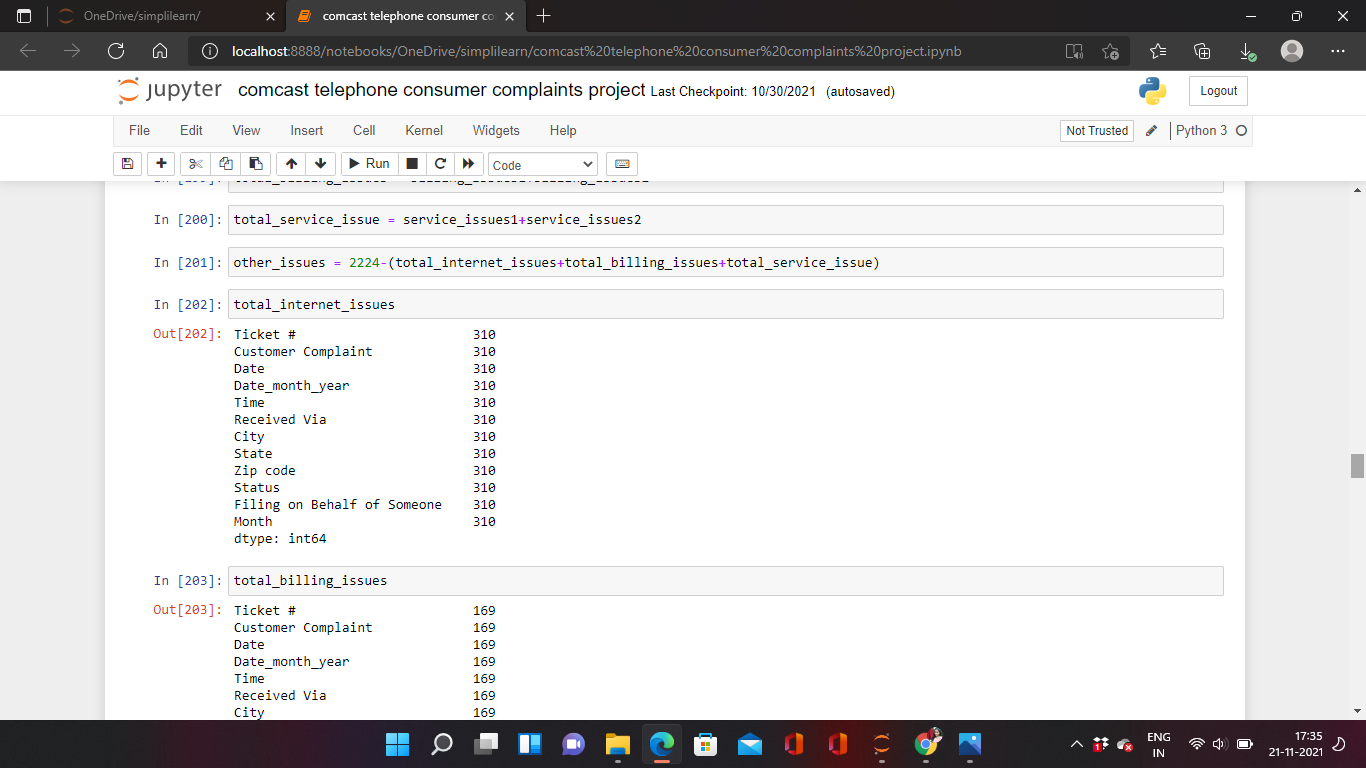 OneDrive/simplilearn/
comcast telephone consumer co
localhost:8888/notebooks/OneDrive/simplilearn/comcast%20telephone%20consumer%20complaints%20project.ipynb
jupyter comcast telephone consumer complaints project Last Checkpoint: 10/30/2021 (autosaved)
Logout
File Edit View Insert Cell Kernel Widgets Help
Not Trusted Python 3
Run Code
In [200]: total_service_issue = service_issues1+service_issues2
In [201]: other_issues = 2224-(total_internet_issues+total_billing_issues+total_service_issue)
In [202]: total_internet_issues
Out[202]: Ticket # 310
Customer Complaint 310
Date 310
Date_month_year 310
Time 310
Received Via 310
City 310
State 310
Zip code 310
Status 310
Filing on Behalf of Someone 310
Month 310
dtype: int64
In [203]: total_billing_issues
Out[203]: Ticket # 169
Customer Complaint 169
Date 169
Date_month_year 169
Time 169
Received Via 169
City 169
1
ENG
IN
17:35
21-11-2021